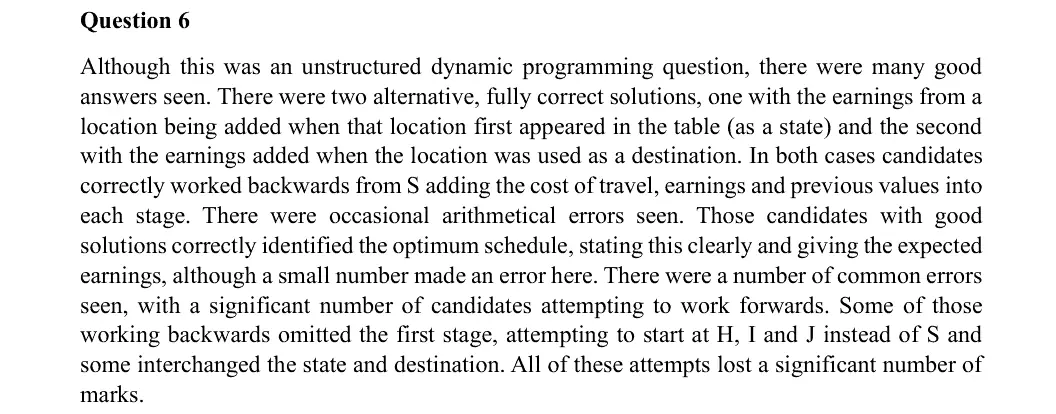 Question 6
Although this was an unstructured dynamic programming question, there were many good
answers seen. There were two alternative, fully correct solutions, one with the earnings from a
location being added when that location first appeared in the table (as a state) and the second
with the earnings added when the location was used as a destination. In both cases candidates
correctly worked backwards from S adding the cost of travel, earnings and previous values into
each stage. There were occasional arithmetical errors seen. Those candidates with good
solutions correctly identified the optimum schedule, stating this clearly and giving the expected
earnings, although a small number made an error here. There were a number of common errors
seen, with a significant number of candidates attempting to work forwards. Some of those
working backwards omitted the first stage, attempting to start at H, I and J instead of S and
some interchanged the state and destination. All of these attempts lost a significant number of
marks.